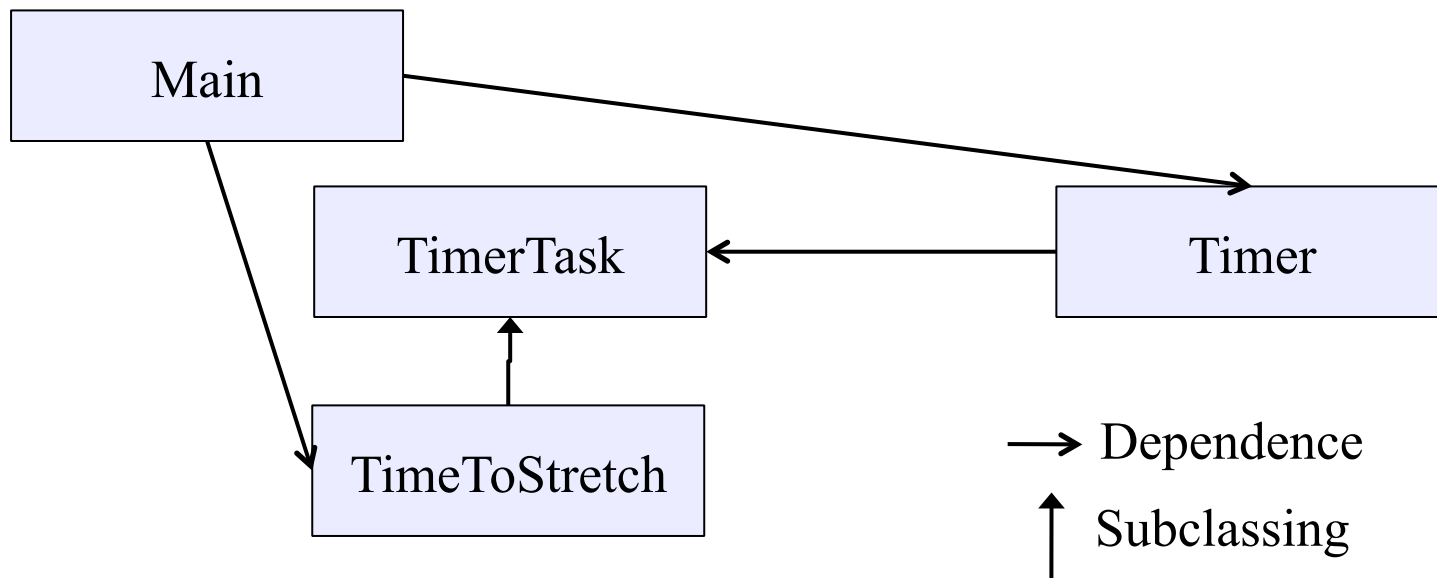 Main
TimerTask
Timer
TimeToStretch
Dependence
Subclassing